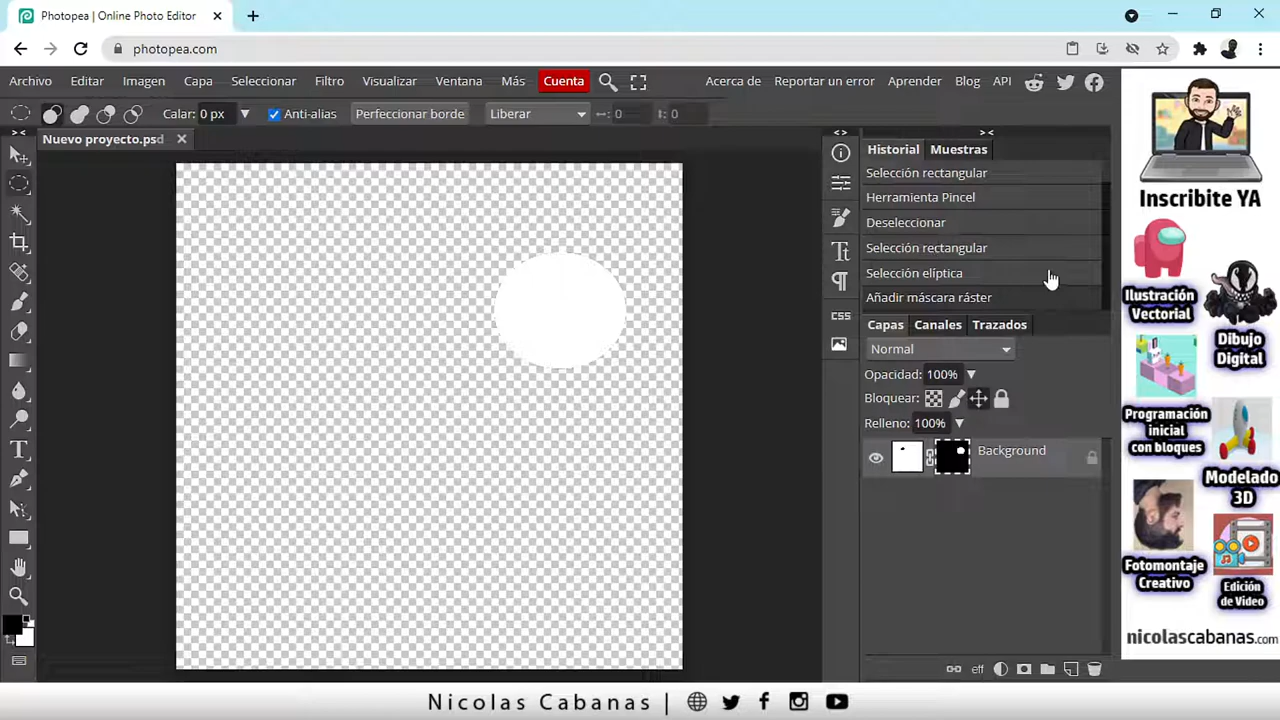 Photopea | Online Photo Editor
photopea.com
Archivo Editar Imagen Capa Seleccionar Filtro Visualizar Ventana Más Cuenta Acerca de Reportar un error Aprender Blog API
Calar: 0 px Anti-alias Perfeccionar borde Liberar 0 0
Nuevo proyecto.psd
Historial Muestras
Selección rectangular
Herramienta Pincel
Deseleccionar
Selección rectangular
Selección elíptica
Añadir máscara ráster
CSS
Capas Canales Trazados
Normal
Opacidad: 100%
Bloquear:
Relleno: 100%
Background
eff
Inscribite YA
Ilustración
Vectorial
Dibujo
Digital
Programación
inicial
con bloques
Modelado
3D
Fotomontaje
Creativo
Edición
de Video
nicolascabanas.com
Nicolas Cabanas |